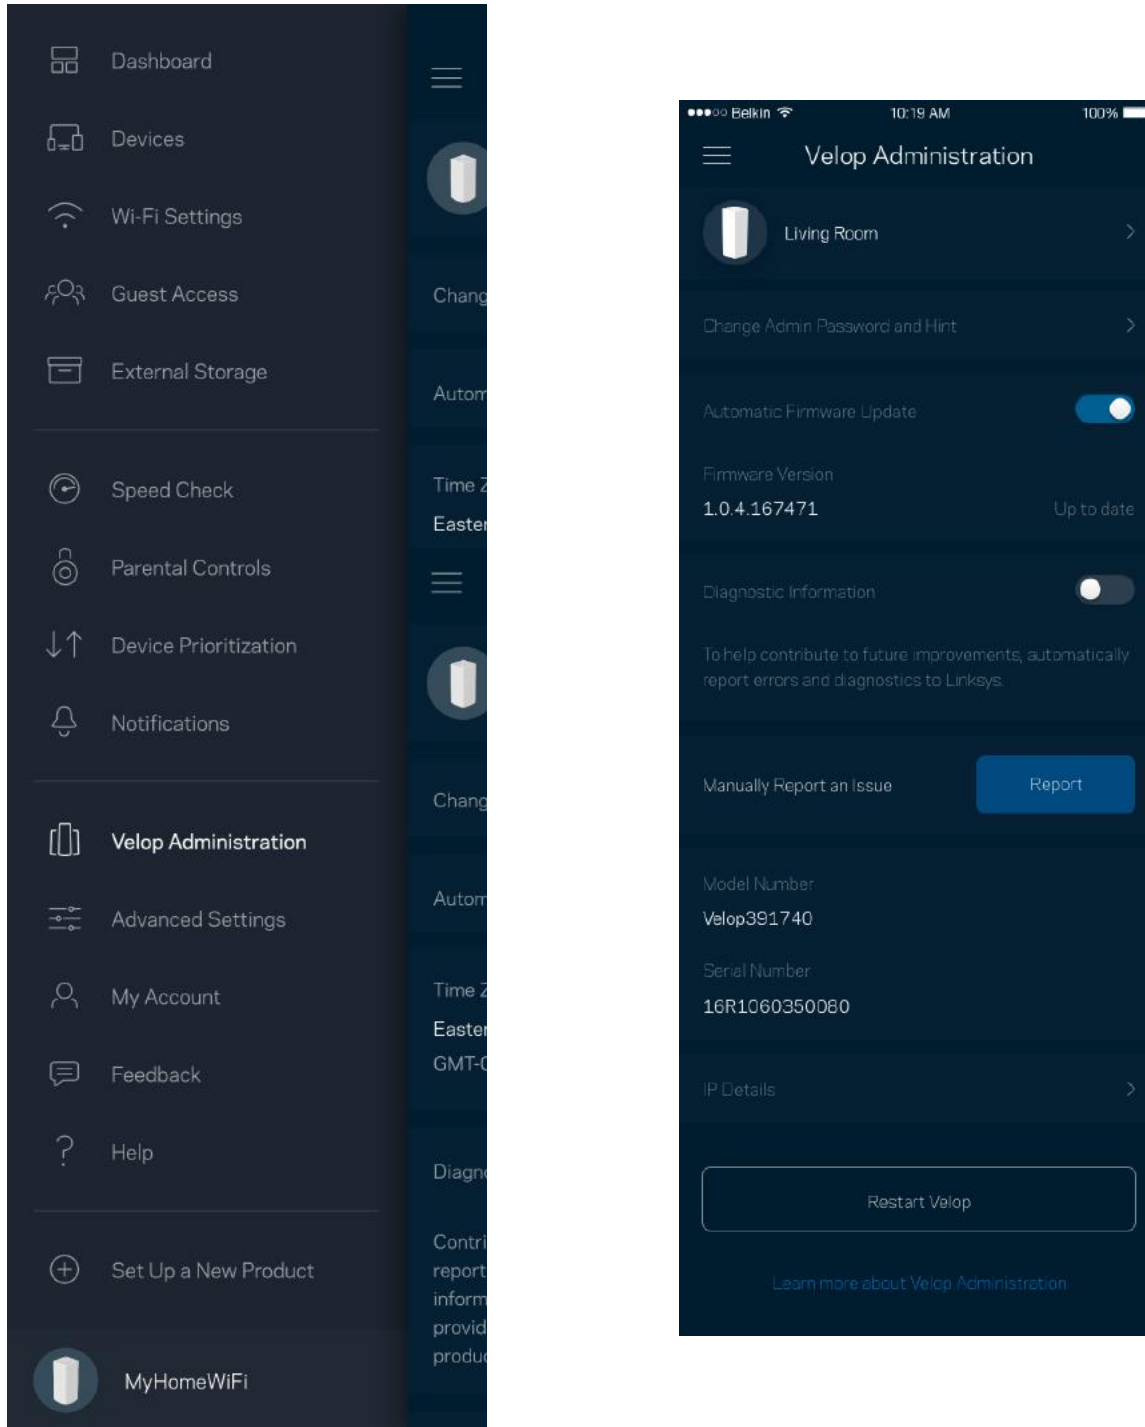 Dashboard
Devices
Wi-Fi Settings
Guest Access
External Storage
Speed Check
Parental Controls
Device Prioritization
Notifications
Velop Administration
Advanced Settings
My Account
Feedback
Help
Set Up a New Product
MyHomeWiFi
Chang
Autom
Time Z
Easter
Chang
Autom
Time Z
Easter
GMT-0
Diagno
Contri
report
inform
provid
produc
Belkin 10:19 AM 100%
Velop Administration
Living Room
Change Admin Password and Hint
Automatic Firmware Update
Firmware Version
1.0.4.167471 Up to date
Diagnostic Information
To help contribute to future improvements, automatically
report errors and diagnostics to Linksys.
Manually Report an Issue Report
Model Number
Velop391740
Serial Number
16R1060350080
IP Details
Restart Velop
Learn more about Velop Administration